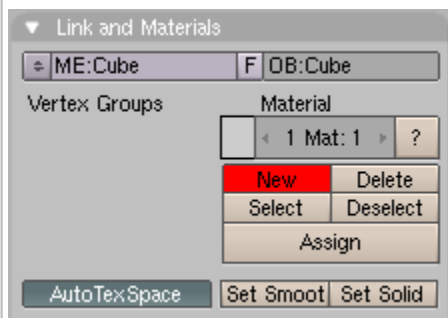 Link and Materials
ME:Cube F OB:Cube
Vertex Groups Material
1 Mat: 1 ?
New Delete
Select Deselect
Assign
AutoTexSpace Set Smoot Set Solid